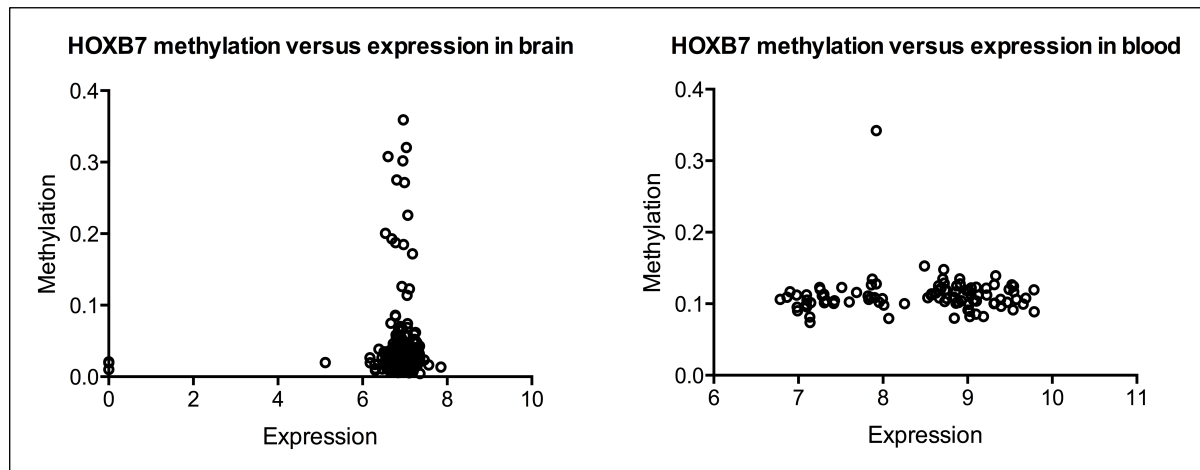 HOXB7 methylation versus expression in brain
0.4
0.3
0.2
0.1
0.0
Methylation
0 2 4 6 8 10
Expression
HOXB7 methylation versus expression in blood
0.4
0.3
0.2
0.1
0.0
Methylation
6 7 8 9 10 11
Expression